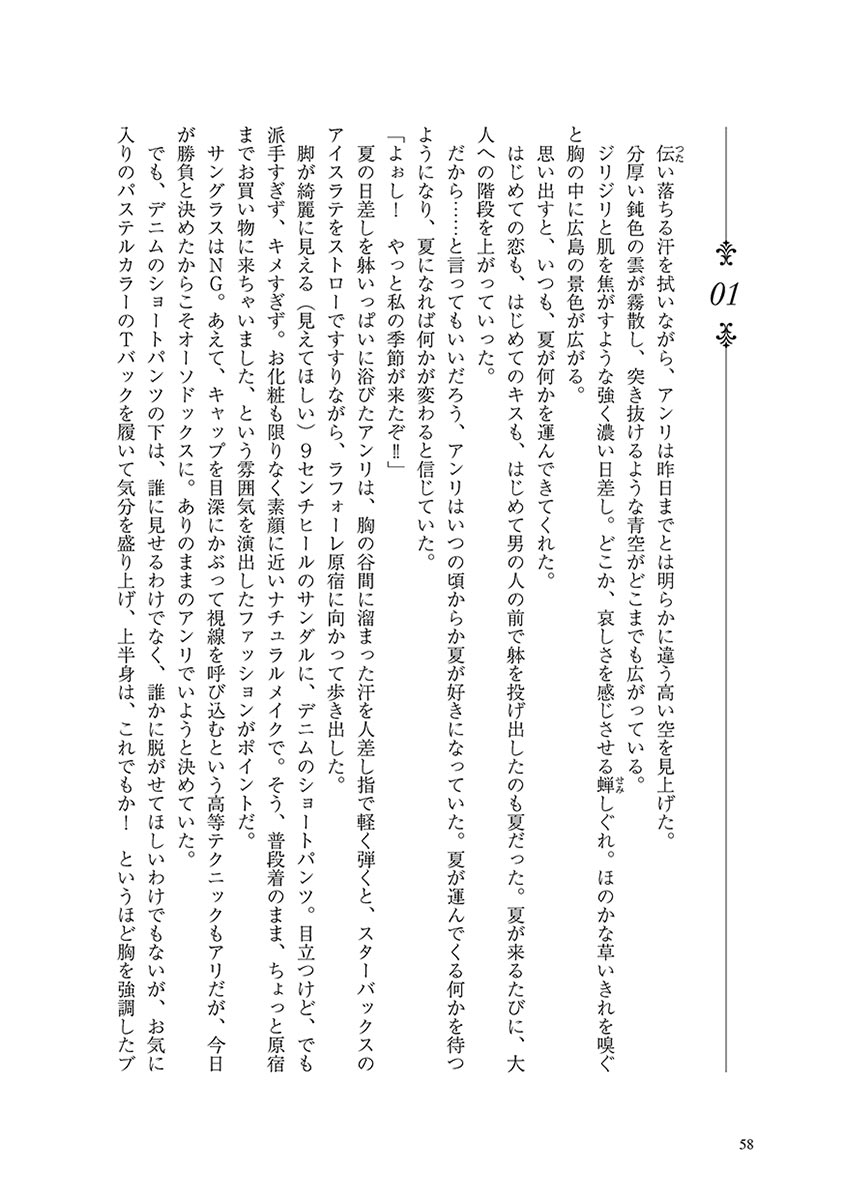 01
伝い落ちる汗を拭いながら、アンリは昨日までとは明らかに違う高い空を見上げた。
つた
分厚い鈍色の雲が霧散し、突き抜けるような青空がどこまでも広がっている。
ジリジリと肌を焦がすような強く濃い日差し。どこか、哀しさを感じさせる蝉しぐれ。ほのかな草いきれを嗅ぐ
せみ
と胸の中に広島の景色が広がる。
思い出すと、いつも、夏が何かを運んできてくれた。
はじめての恋も、はじめてのキスも、はじめて男の人の前で躰を投げ出したのも夏だった。夏が来るたびに、大
人への階段を上がっていった。
だから……と言ってもいいだろう、アンリはいつの頃からか夏が好きになっていた。夏が運んでくる何かを待つ
ようになり、夏になれば何かが変わると信じていた。
「よぉし！　やっと私の季節が来たぞ‼」
夏の日差しを躰いっぱいに浴びたアンリは、胸の谷間に溜まった汗を人差し指で軽く弾くと、スターバックスの
アイスラテをストローですすりながら、ラフォーレ原宿に向かって歩き出した。
脚が綺麗に見える（見えてほしい）９センチヒールのサンダルに、デニムのショートパンツ。目立つけど、でも
派手すぎず、キメすぎず。お化粧も限りなく素顔に近いナチュラルメイクで。そう、普段着のまま、ちょっと原宿
までお買い物に来ちゃいました、という雰囲気を演出したファッションがポイントだ。
サングラスはＮＧ。あえて、キャップを目深にかぶって視線を呼び込むという高等テクニックもアリだが、今日
が勝負と決めたからこそオーソドックスに。ありのままのアンリでいようと決めていた。
でも、デニムのショートパンツの下は、誰に見せるわけでなく、誰かに脱がせてほしいわけでもないが、お気に
入りのパステルカラーのＴバックを履いて気分を盛り上げ、上半身は、これでもか！　というほど胸を強調したブ
58